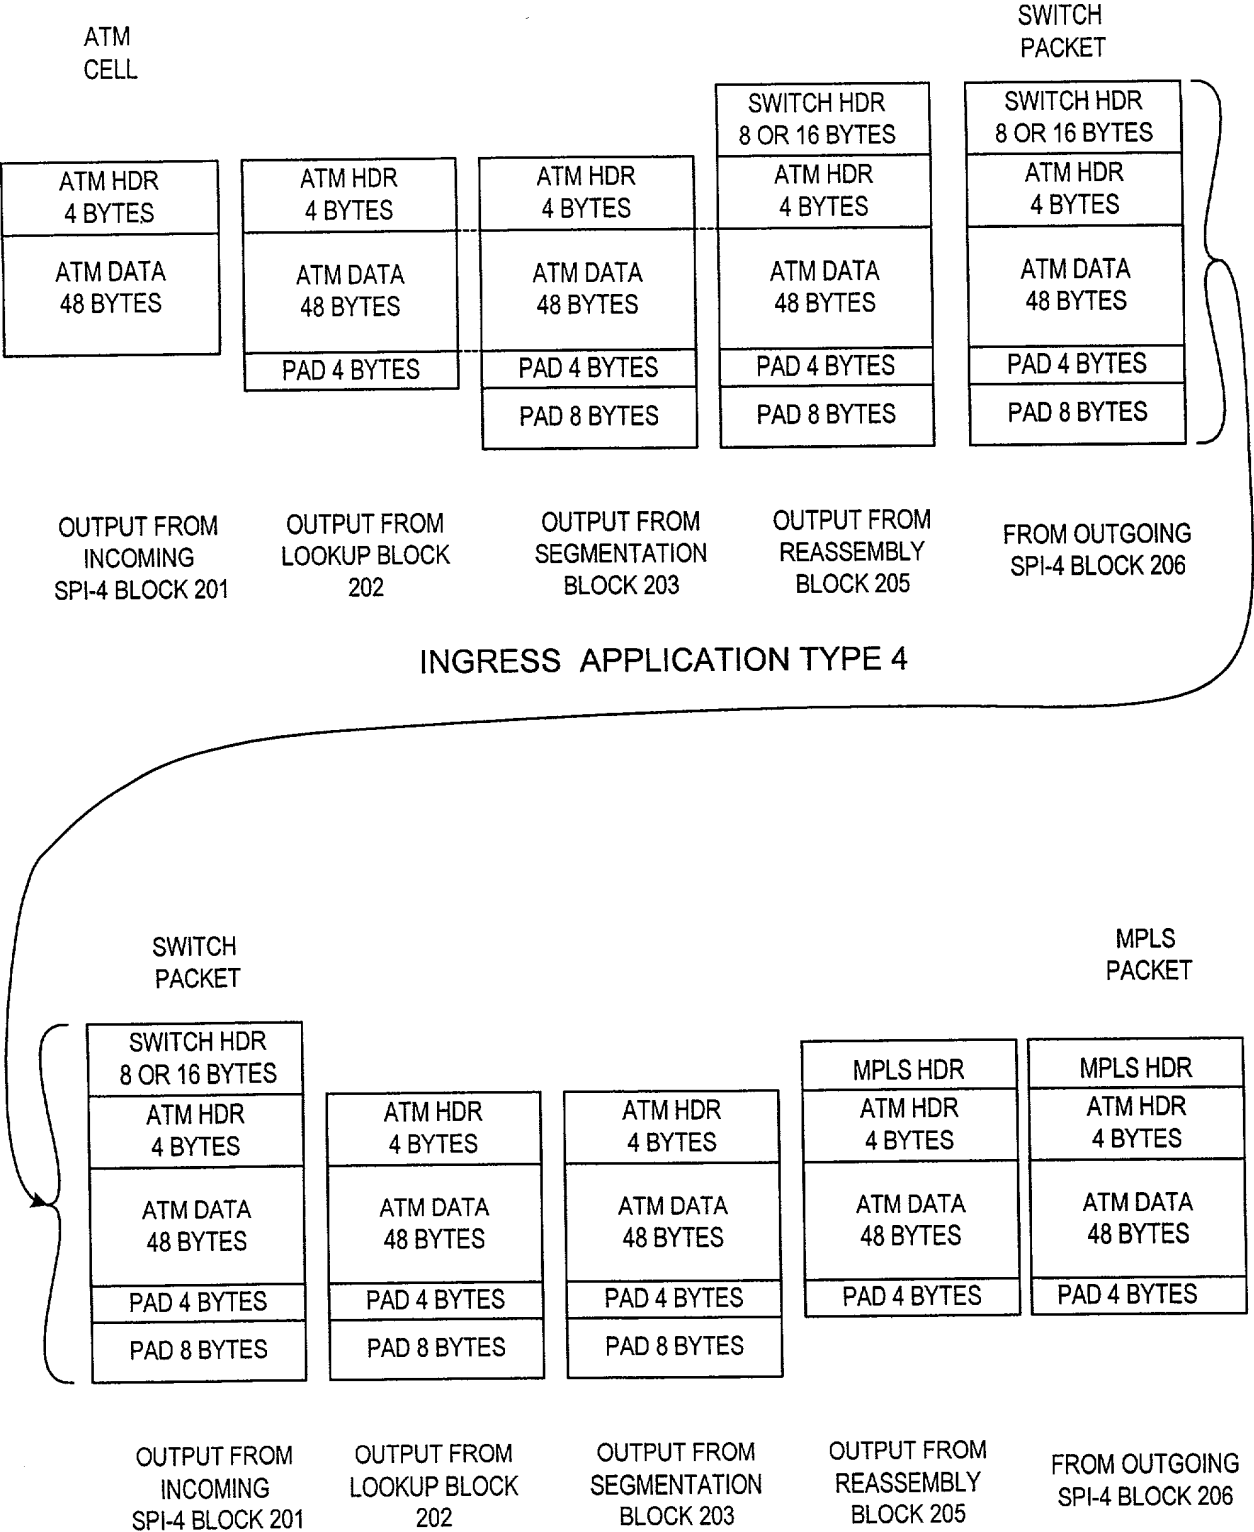 ATM
CELL
SWITCH
PACKET
ATM HDR
4 BYTES
ATM DATA
48 BYTES
ATM HDR
4 BYTES
ATM DATA
48 BYTES
PAD 4 BYTES
ATM HDR
4 BYTES
ATM DATA
48 BYTES
PAD 4 BYTES
PAD 8 BYTES
SWITCH HDR
8 OR 16 BYTES
ATM HDR
4 BYTES
ATM DATA
48 BYTES
PAD 4 BYTES
PAD 8 BYTES
SWITCH HDR
8 OR 16 BYTES
ATM HDR
4 BYTES
ATM DATA
48 BYTES
PAD 4 BYTES
PAD 8 BYTES
OUTPUT FROM
INCOMING
SPI-4 BLOCK 201
OUTPUT FROM
LOOKUP BLOCK
202
OUTPUT FROM
SEGMENTATION
BLOCK 203
OUTPUT FROM
REASSEMBLY
BLOCK 205
FROM OUTGOING
SPI-4 BLOCK 206
INGRESS APPLICATION TYPE 4
SWITCH
PACKET
MPLS
PACKET
SWITCH HDR
8 OR 16 BYTES
ATM HDR
4 BYTES
ATM DATA
48 BYTES
PAD 4 BYTES
PAD 8 BYTES
ATM HDR
4 BYTES
ATM DATA
48 BYTES
PAD 4 BYTES
PAD 8 BYTES
ATM HDR
4 BYTES
ATM DATA
48 BYTES
PAD 4 BYTES
PAD 8 BYTES
MPLS HDR
ATM HDR
4 BYTES
ATM DATA
48 BYTES
PAD 4 BYTES
MPLS HDR
ATM HDR
4 BYTES
ATM DATA
48 BYTES
PAD 4 BYTES
OUTPUT FROM
INCOMING
SPI-4 BLOCK 201
OUTPUT FROM
LOOKUP BLOCK
202
OUTPUT FROM
SEGMENTATION
BLOCK 203
OUTPUT FROM
REASSEMBLY
BLOCK 205
FROM OUTGOING
SPI-4 BLOCK 206